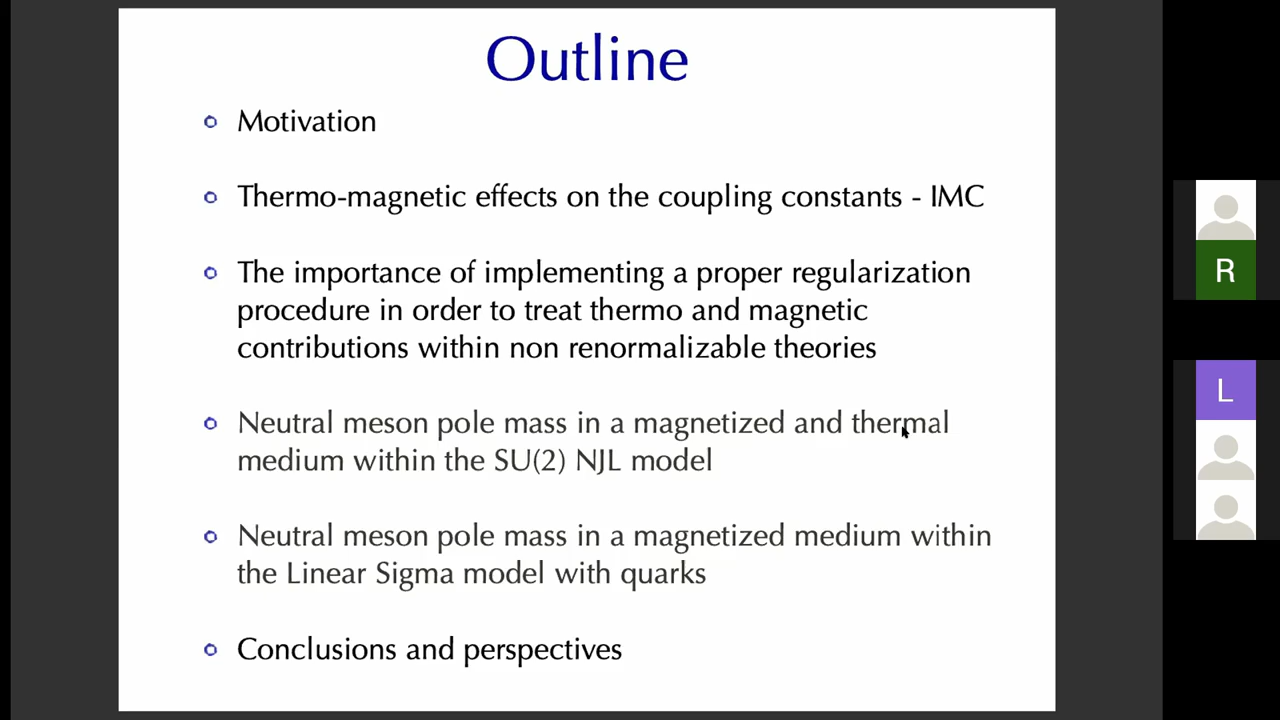 Outline
Motivation
Thermo-magnetic effects on the coupling constants - IMC
The importance of implementing a proper regularization
procedure in order to treat thermo and magnetic
contributions within non renormalizable theories
Neutral meson pole mass in a magnetized and thermal
medium within the SU(2) NJL model
Neutral meson pole mass in a magnetized medium within
the Linear Sigma model with quarks
Conclusions and perspectives
R
L